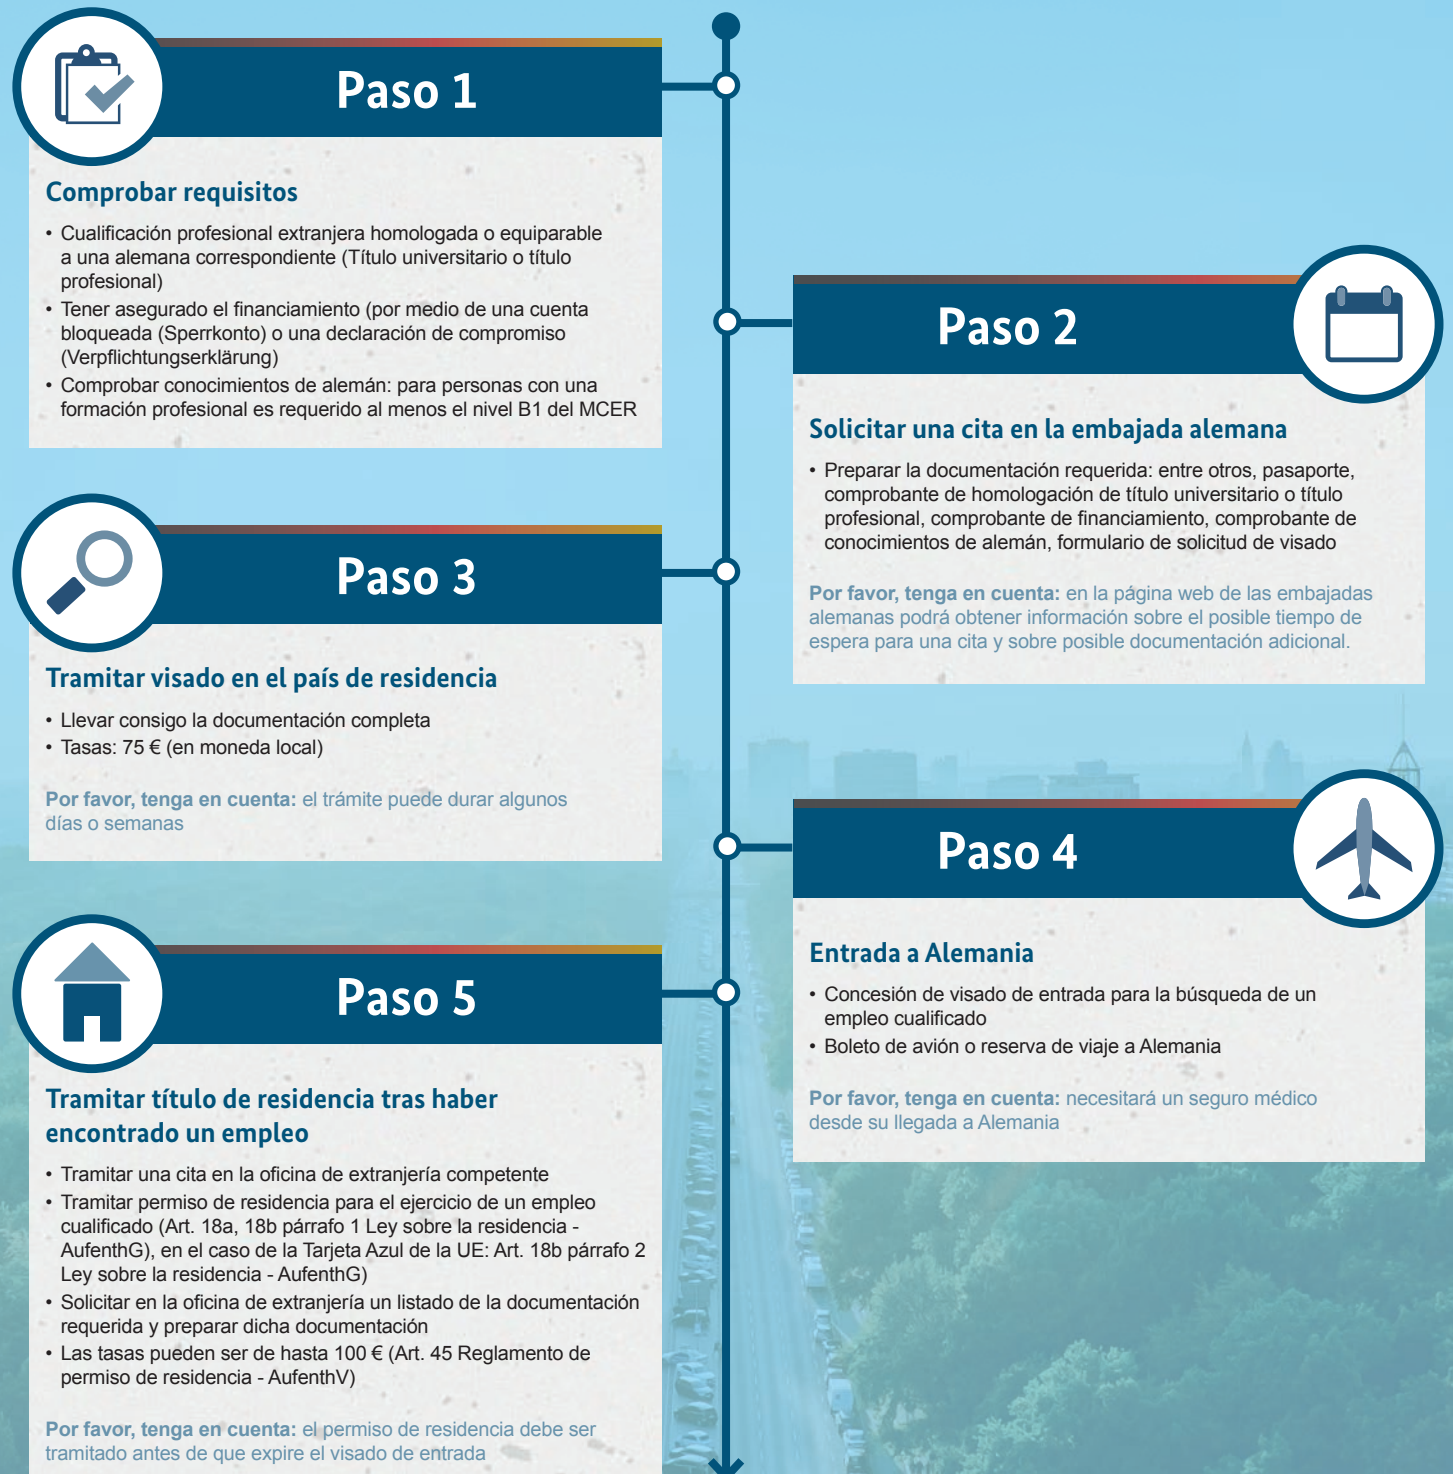 Paso 1
Comprobar requisitos
• Cualificación profesional extranjera homologada o equiparable
a una alemana correspondiente (Título universitario o título
profesional)
• Tener asegurado el financiamiento (por medio de una cuenta
bloqueada (Sperrkonto) o una declaración de compromiso
(Verpflichtungserklärung)
• Comprobar conocimientos de alemán: para personas con una
formación profesional es requerido al menos el nivel B1 del MCER
Paso 2
Solicitar una cita en la embajada alemana
• Preparar la documentación requerida: entre otros, pasaporte,
comprobante de homologación de título universitario o título
profesional, comprobante de financiamiento, comprobante de
conocimientos de alemán, formulario de solicitud de visado
Por favor, tenga en cuenta: en la página web de las embajadas
alemanas podrá obtener información sobre el posible tiempo de
espera para una cita y sobre posible documentación adicional.
Paso 3
Tramitar visado en el país de residencia
• Llevar consigo la documentación completa
• Tasas: 75 € (en moneda local)
Por favor, tenga en cuenta: el trámite puede durar algunos
días o semanas
Paso 4
Entrada a Alemania
• Concesión de visado de entrada para la búsqueda de un
empleo cualificado
• Boleto de avión o reserva de viaje a Alemania
Por favor, tenga en cuenta: necesitará un seguro médico
desde su llegada a Alemania
Paso 5
Tramitar título de residencia tras haber
encontrado un empleo
• Tramitar una cita en la oficina de extranjería competente
• Tramitar permiso de residencia para el ejercicio de un empleo
cualificado (Art. 18a, 18b párrafo 1 Ley sobre la residencia -
AufenthG), en el caso de la Tarjeta Azul de la UE: Art. 18b párrafo 2
Ley sobre la residencia - AufenthG)
• Solicitar en la oficina de extranjería un listado de la documentación
requerida y preparar dicha documentación
• Las tasas pueden ser de hasta 100 € (Art. 45 Reglamento de
permiso de residencia - AufenthV)
Por favor, tenga en cuenta: el permiso de residencia debe ser
tramitado antes de que expire el visado de entrada